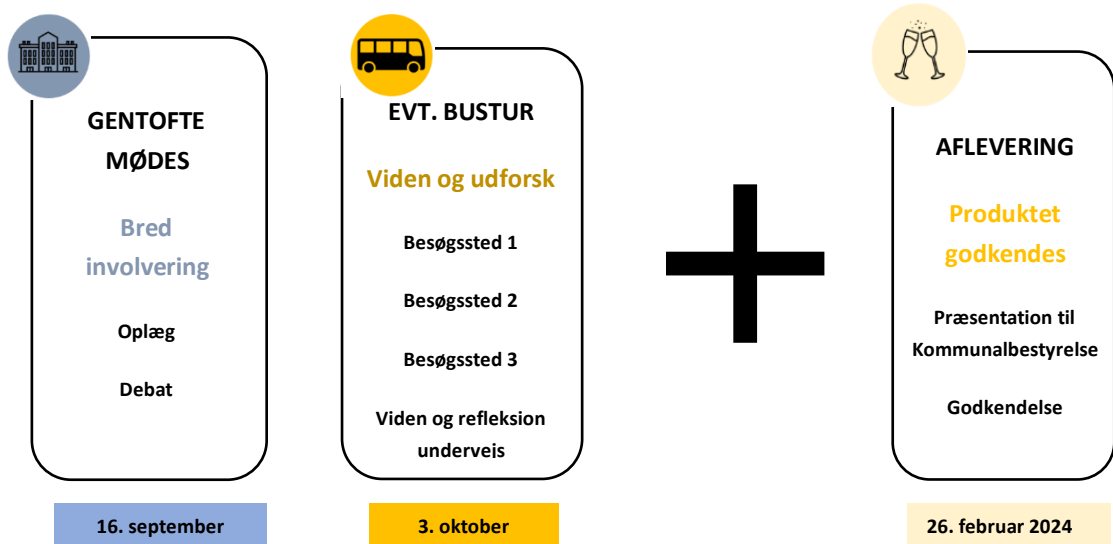 GENTOFTE
MØDES
Bred
involvering
Oplæg
Debat
16. september
EVT. BUSTUR
Viden og udforsk
Besøgssted 1
Besøgssted 2
Besøgssted 3
Viden og refleksion
underveis
3. oktober
AFLEVERING
Produktet
godkendes
Præsentation til
Kommunalbestyrelse
Godkendelse
26. februar 2024